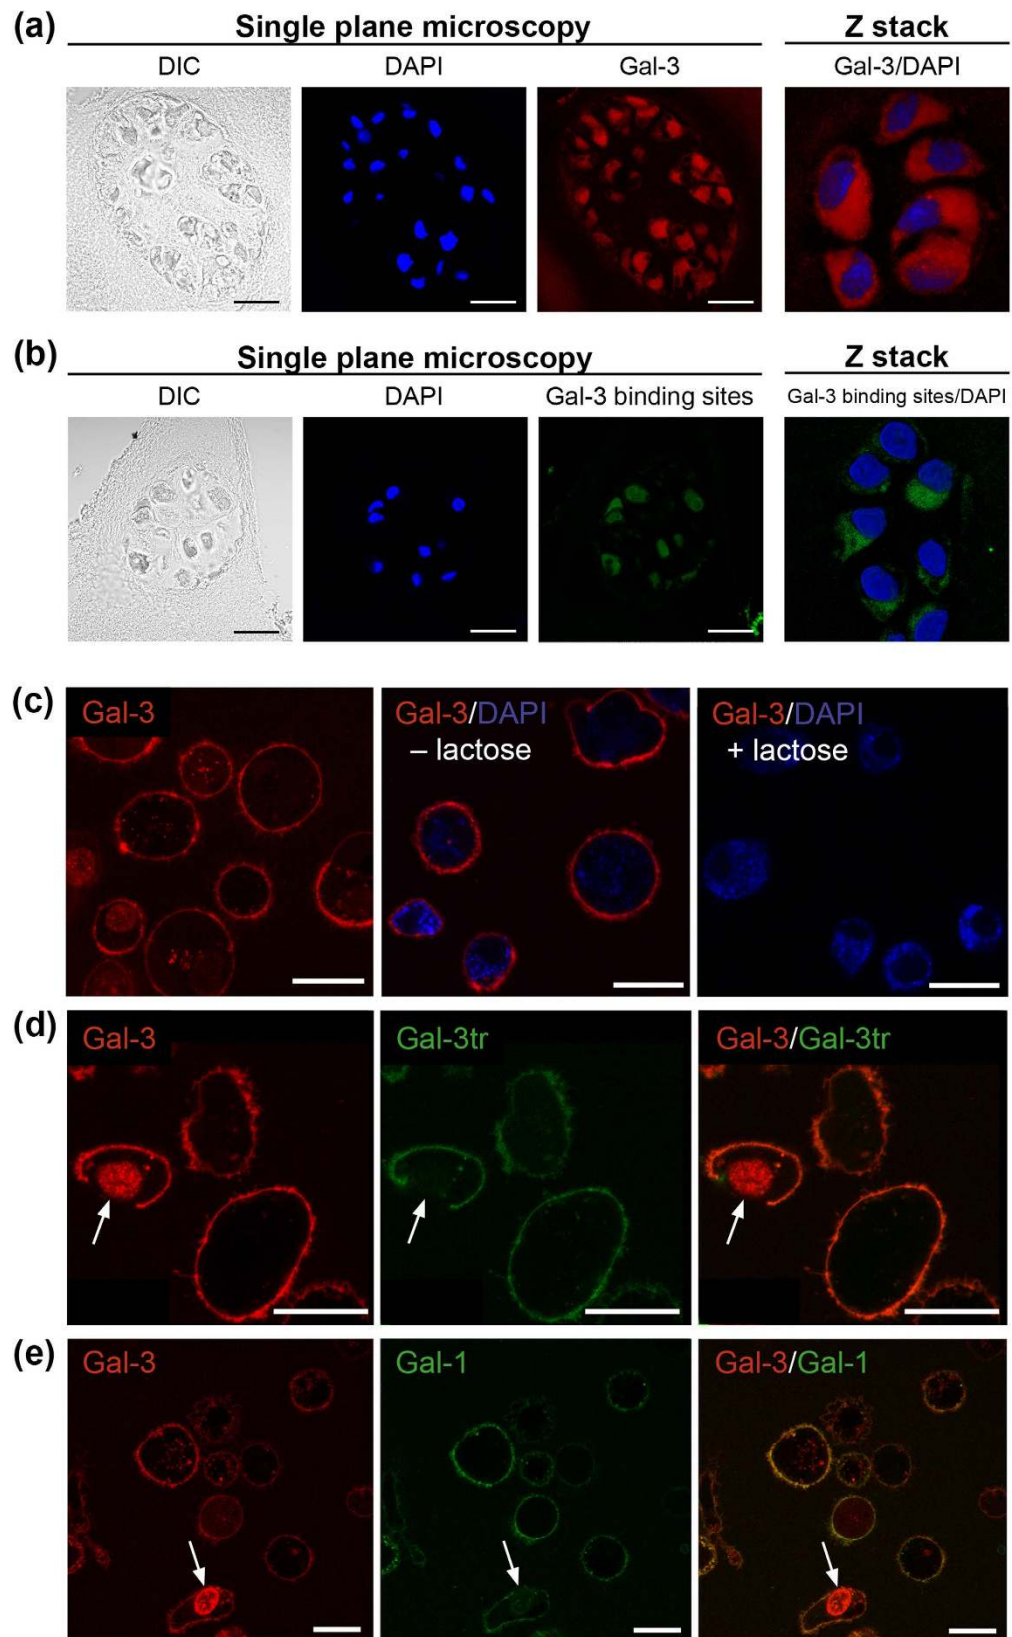 (a)
Single plane microscopy
Z stack
DIC
DAPI
Gal-3
Gal-3/DAPI
(b)
Single plane microscopy
Z stack
DIC
DAPI
Gal-3 binding sites
Gal-3 binding sites/DAPI
(c)
Gal-3
Gal-3/DAPI
– lactose
Gal-3/DAPI
+ lactose
(d)
Gal-3
Gal-3tr
Gal-3/Gal-3tr
(e)
Gal-3
Gal-1
Gal-3/Gal-1